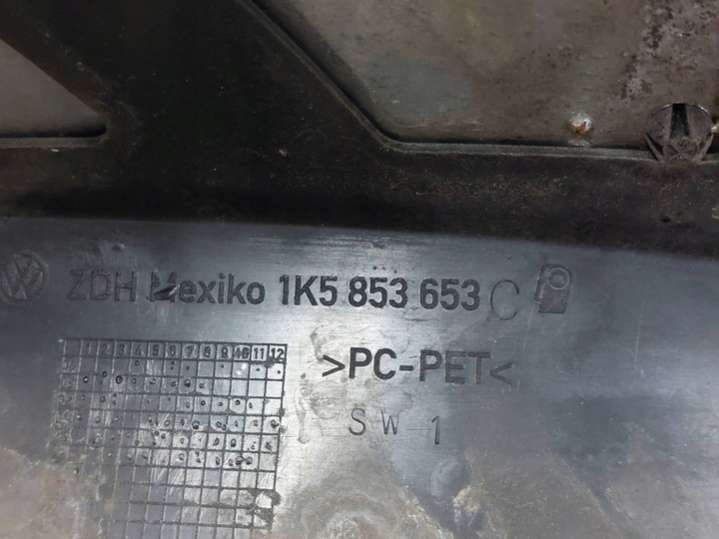 ZDH Mexiko 1K5 853 653 C
1 2 3 4 5 6 7 8 9 10 11 12
>PC-PET<
SW 1